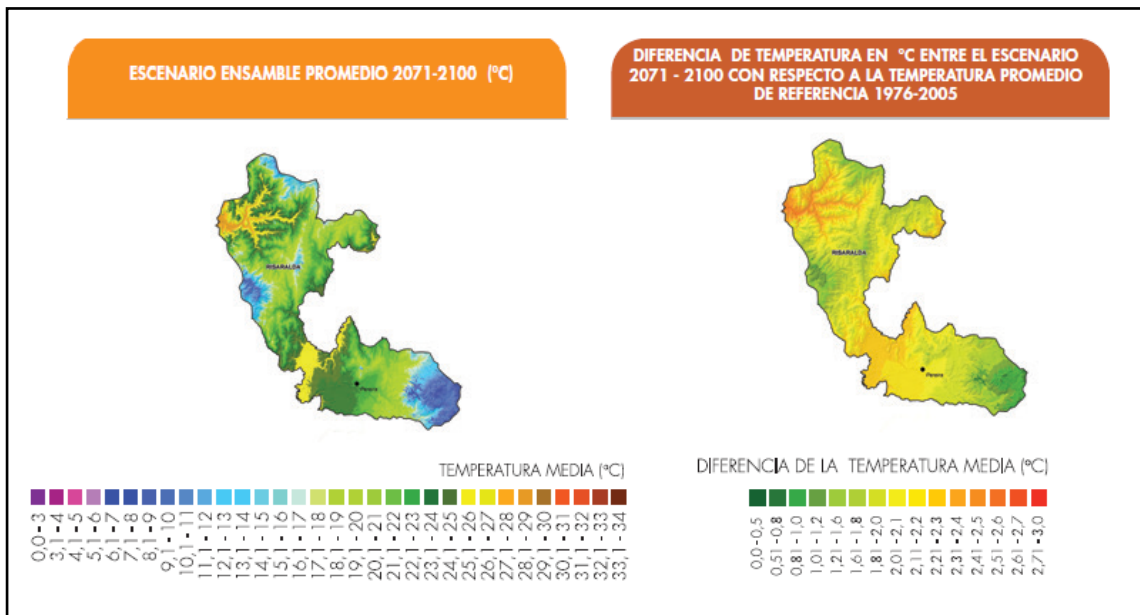 ESCENARIO ENSAMBLE PROMEDIO 2071-2100 (ºC)
DIFERENCIA DE TEMPERATURA EN ºC ENTRE EL ESCENARIO
2071 - 2100 CON RESPECTO A LA TEMPERATURA PROMEDIO
DE REFERENCIA 1976-2005
RISARALDA
Pereira
RISARALDA
Pereira
TEMPERATURA MEDIA (ºC)
0,0 - 3
3,1 - 4
4,1 - 5
5,1 - 6
6,1 - 7
7,1 - 8
8,1 - 9
9,1 - 10
10,1 - 11
11,1 - 12
12,1 - 13
13,1 - 14
14,1 - 15
15,1 - 16
16,1 - 17
17,1 - 18
18,1 - 19
19,1 - 20
20,1 - 21
21,1 - 22
22,1 - 23
23,1 - 24
24,1 - 25
25,1 - 26
26,1 - 27
27,1 - 28
28,1 - 29
29,1 - 30
30,1 - 31
31,1 - 32
32,1 - 33
33,1 - 34
DIFERENCIA DE LA TEMPERATURA MEDIA (ºC)
0,0 - 0,5
0,51 - 0,8
0,81 - 1,0
1,01 - 1,2
1,21 - 1,6
1,61 - 1,8
1,81 - 2,0
2,01 - 2,1
2,11 - 2,2
2,21 - 2,3
2,31 - 2,4
2,41 - 2,5
2,51 - 2,6
2,61 - 2,7
2,71 - 3,0